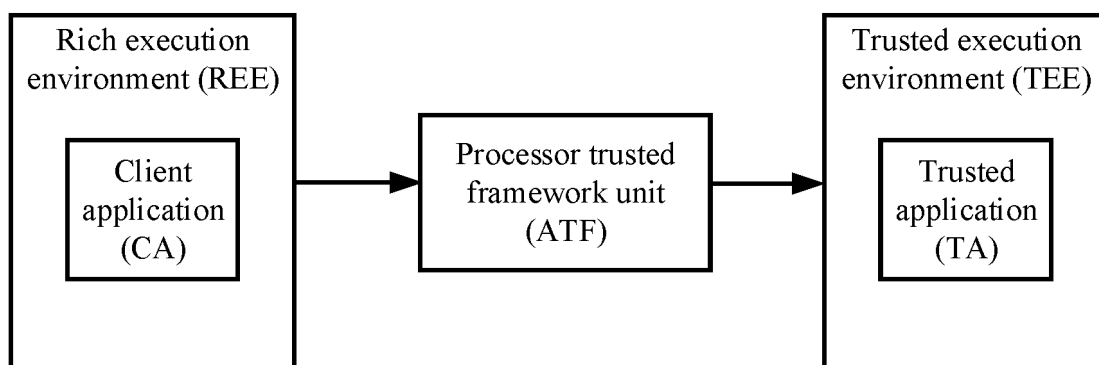 Rich execution
environment (REE)
Client
application
(CA)
Processor trusted
framework unit
(ATF)
Trusted execution
environment (TEE)
Trusted
application
(TA)